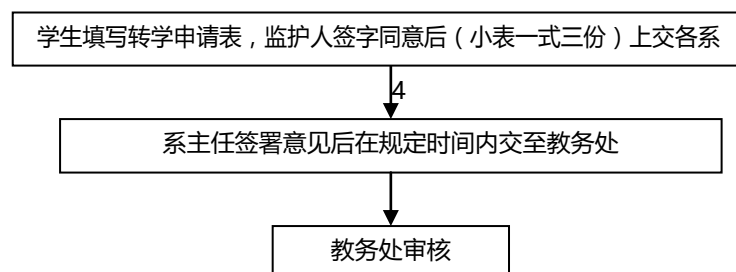 学生填写转学申请表，监护人签字同意后（小表一式三份）上交各系
4
系主任签署意见后在规定时间内交至教务处
教务处审核